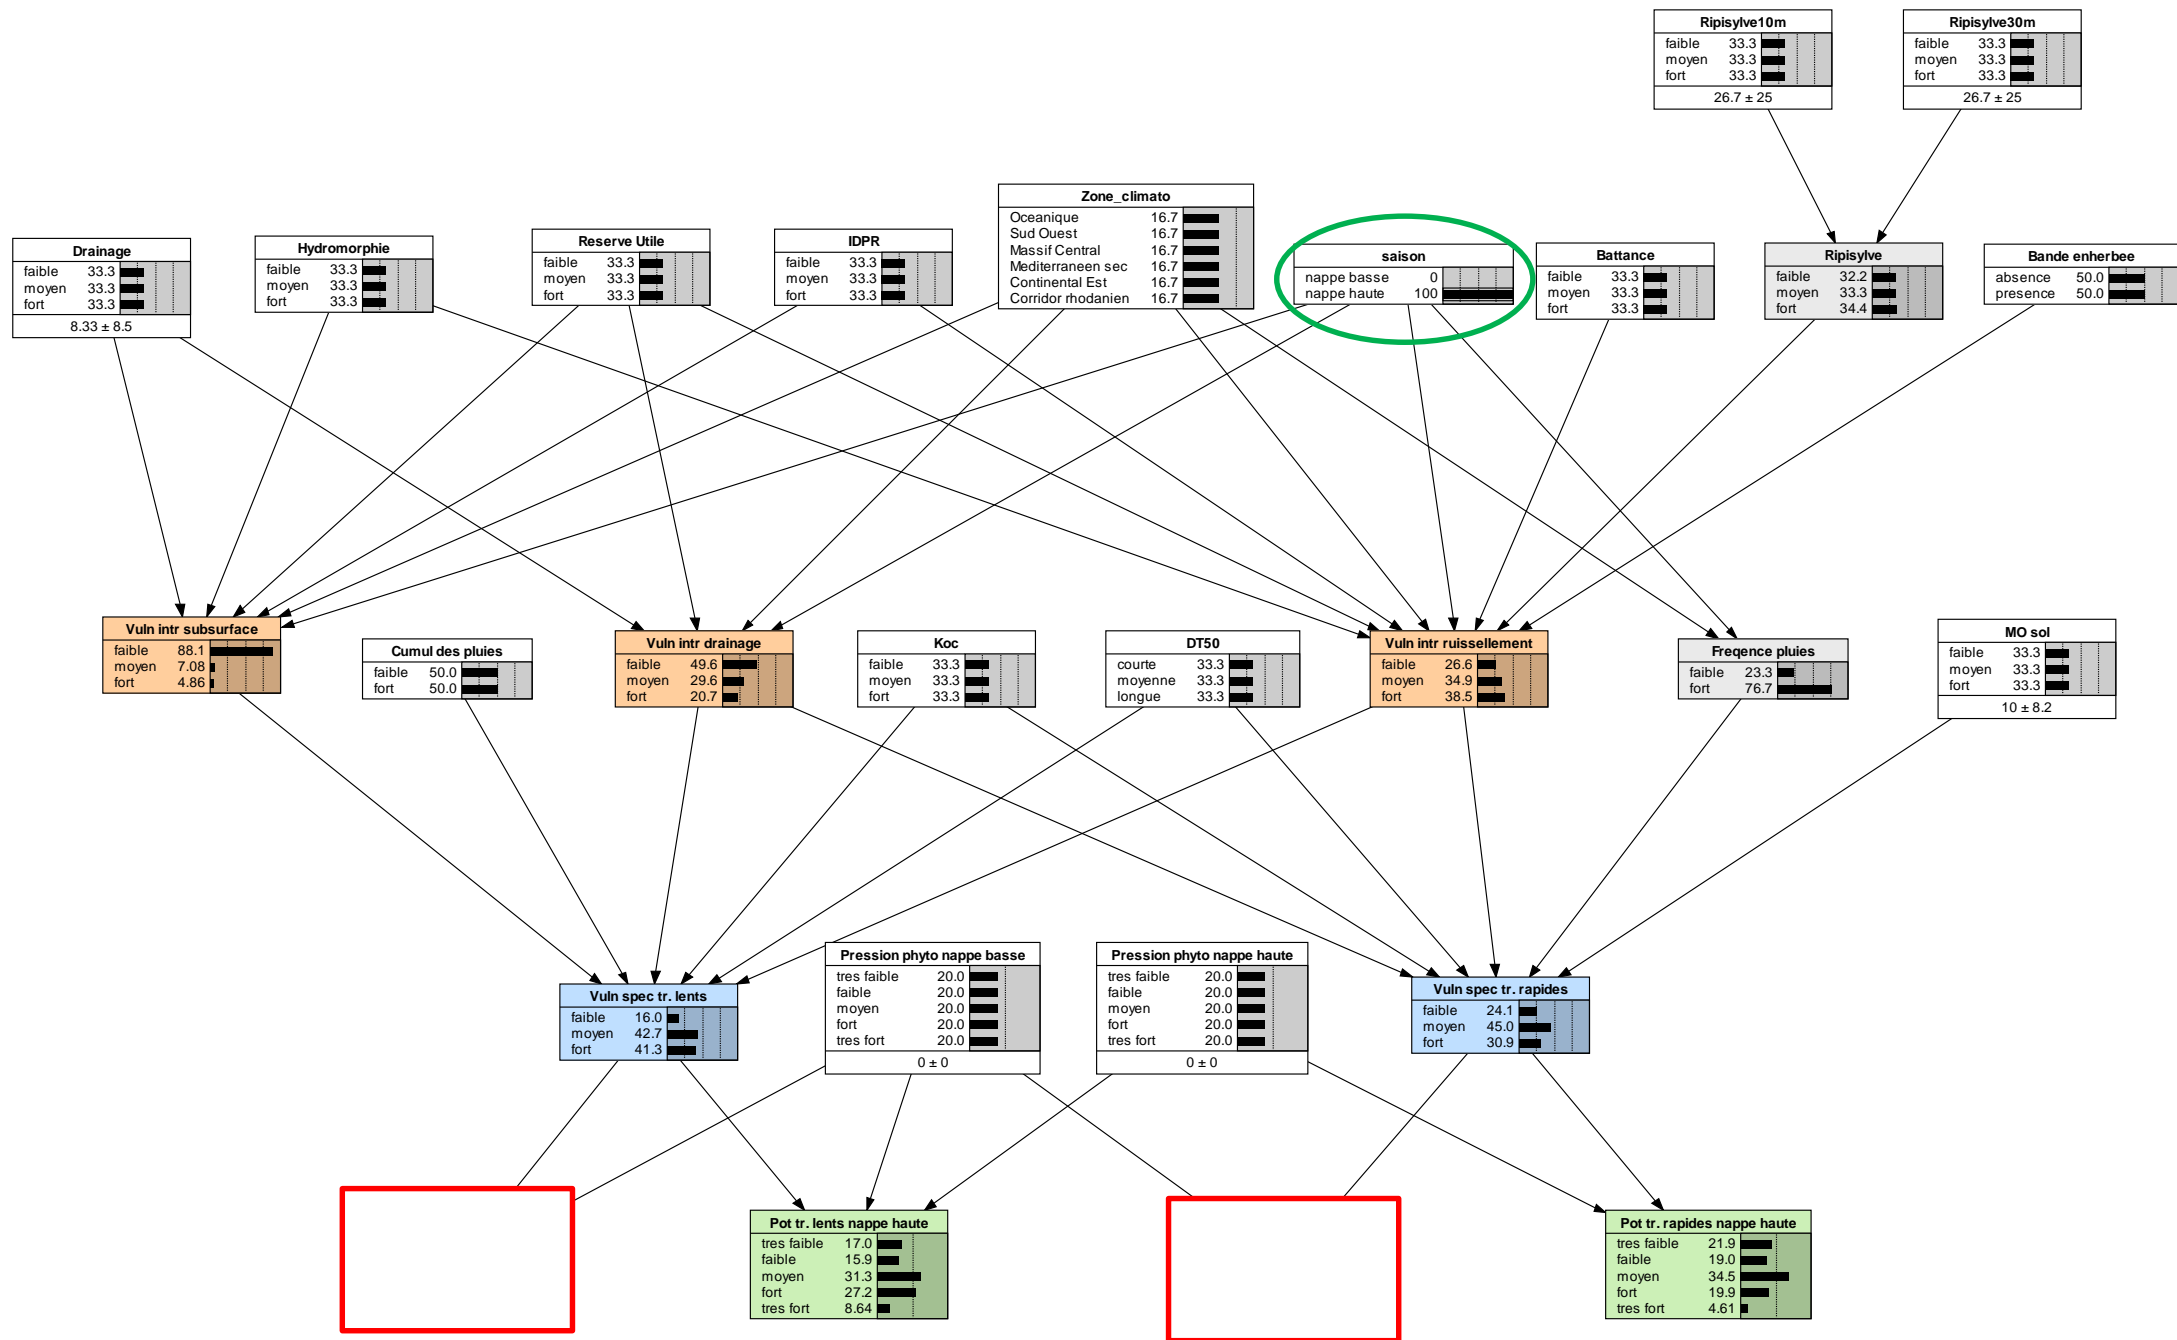 Ripisylve10m
faible 33.3
moyen 33.3
fort 33.3
26.7 ± 25
Ripisylve30m
faible 33.3
moyen 33.3
fort 33.3
26.7 ± 25
Drainage
faible 33.3
moyen 33.3
fort 33.3
8.33 ± 8.5
Hydromorphie
faible 33.3
moyen 33.3
fort 33.3
Reserve Utile
faible 33.3
moyen 33.3
fort 33.3
IDPR
faible 33.3
moyen 33.3
fort 33.3
Zone_climato
Oceanique 16.7
Sud Ouest 16.7
Massif Central 16.7
Mediterraneen sec 16.7
Continental Est 16.7
Corridor rhodanien 16.7
saison
nappe basse 0
nappe haute 100
Battance
faible 33.3
moyen 33.3
fort 33.3
Ripisylve
faible 32.2
moyen 33.3
fort 34.4
Bande enherbee
absence 50.0
presence 50.0
Vuln intr subsurface
faible 88.1
moyen 7.08
fort 4.86
Cumul des pluies
faible 50.0
fort 50.0
Vuln intr drainage
faible 49.6
moyen 29.6
fort 20.7
Koc
faible 33.3
moyen 33.3
fort 33.3
DT50
courte 33.3
moyenne 33.3
longue 33.3
Vuln intr ruissellement
faible 26.6
moyen 34.9
fort 38.5
Freqence pluies
faible 23.3
fort 76.7
MO sol
faible 33.3
moyen 33.3
fort 33.3
10 ± 8.2
Vuln spec tr. lents
faible 16.0
moyen 42.7
fort 41.3
Pression phyto nappe basse
tres faible 20.0
faible 20.0
moyen 20.0
fort 20.0
tres fort 20.0
0 ± 0
Pression phyto nappe haute
tres faible 20.0
faible 20.0
moyen 20.0
fort 20.0
tres fort 20.0
0 ± 0
Vuln spec tr. rapides
faible 24.1
moyen 45.0
fort 30.9
Pot tr. lents nappe haute
tres faible 17.0
faible 15.9
moyen 31.3
fort 27.2
tres fort 8.64
Pot tr. rapides nappe haute
tres faible 21.9
faible 19.0
moyen 34.5
fort 19.9
tres fort 4.61